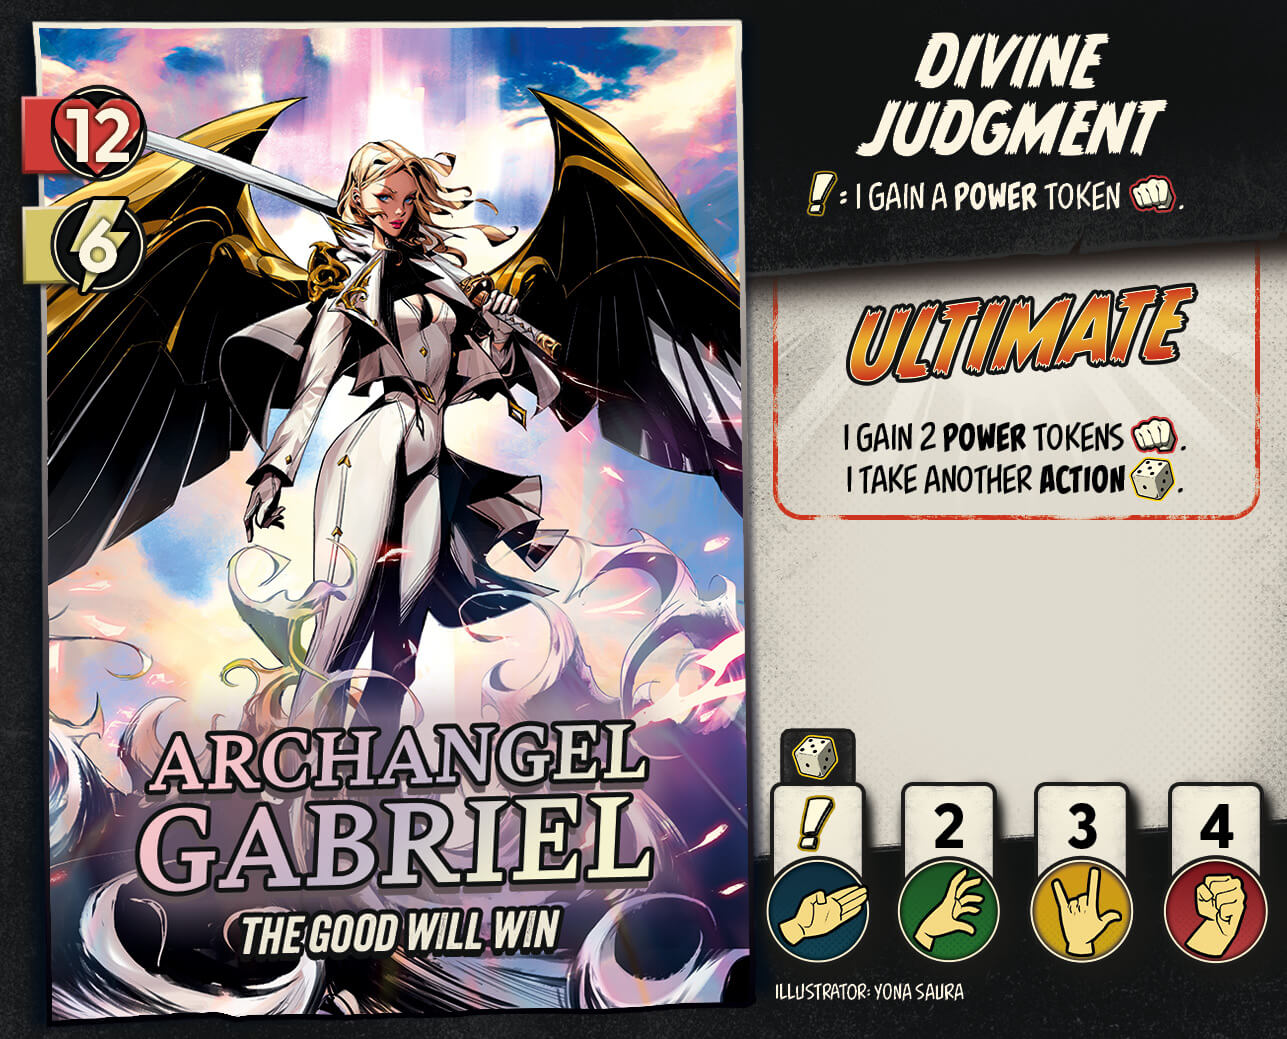 12
6
ARCHANGEL
GABRIEL
THE GOOD WILL WIN
DIVINE
JUDGMENT
! : I GAIN A POWER TOKEN .
ULTIMATE
I GAIN 2 POWER TOKENS .
I TAKE ANOTHER ACTION .
! 2 3 4
ILLUSTRATOR: YONA SAURA